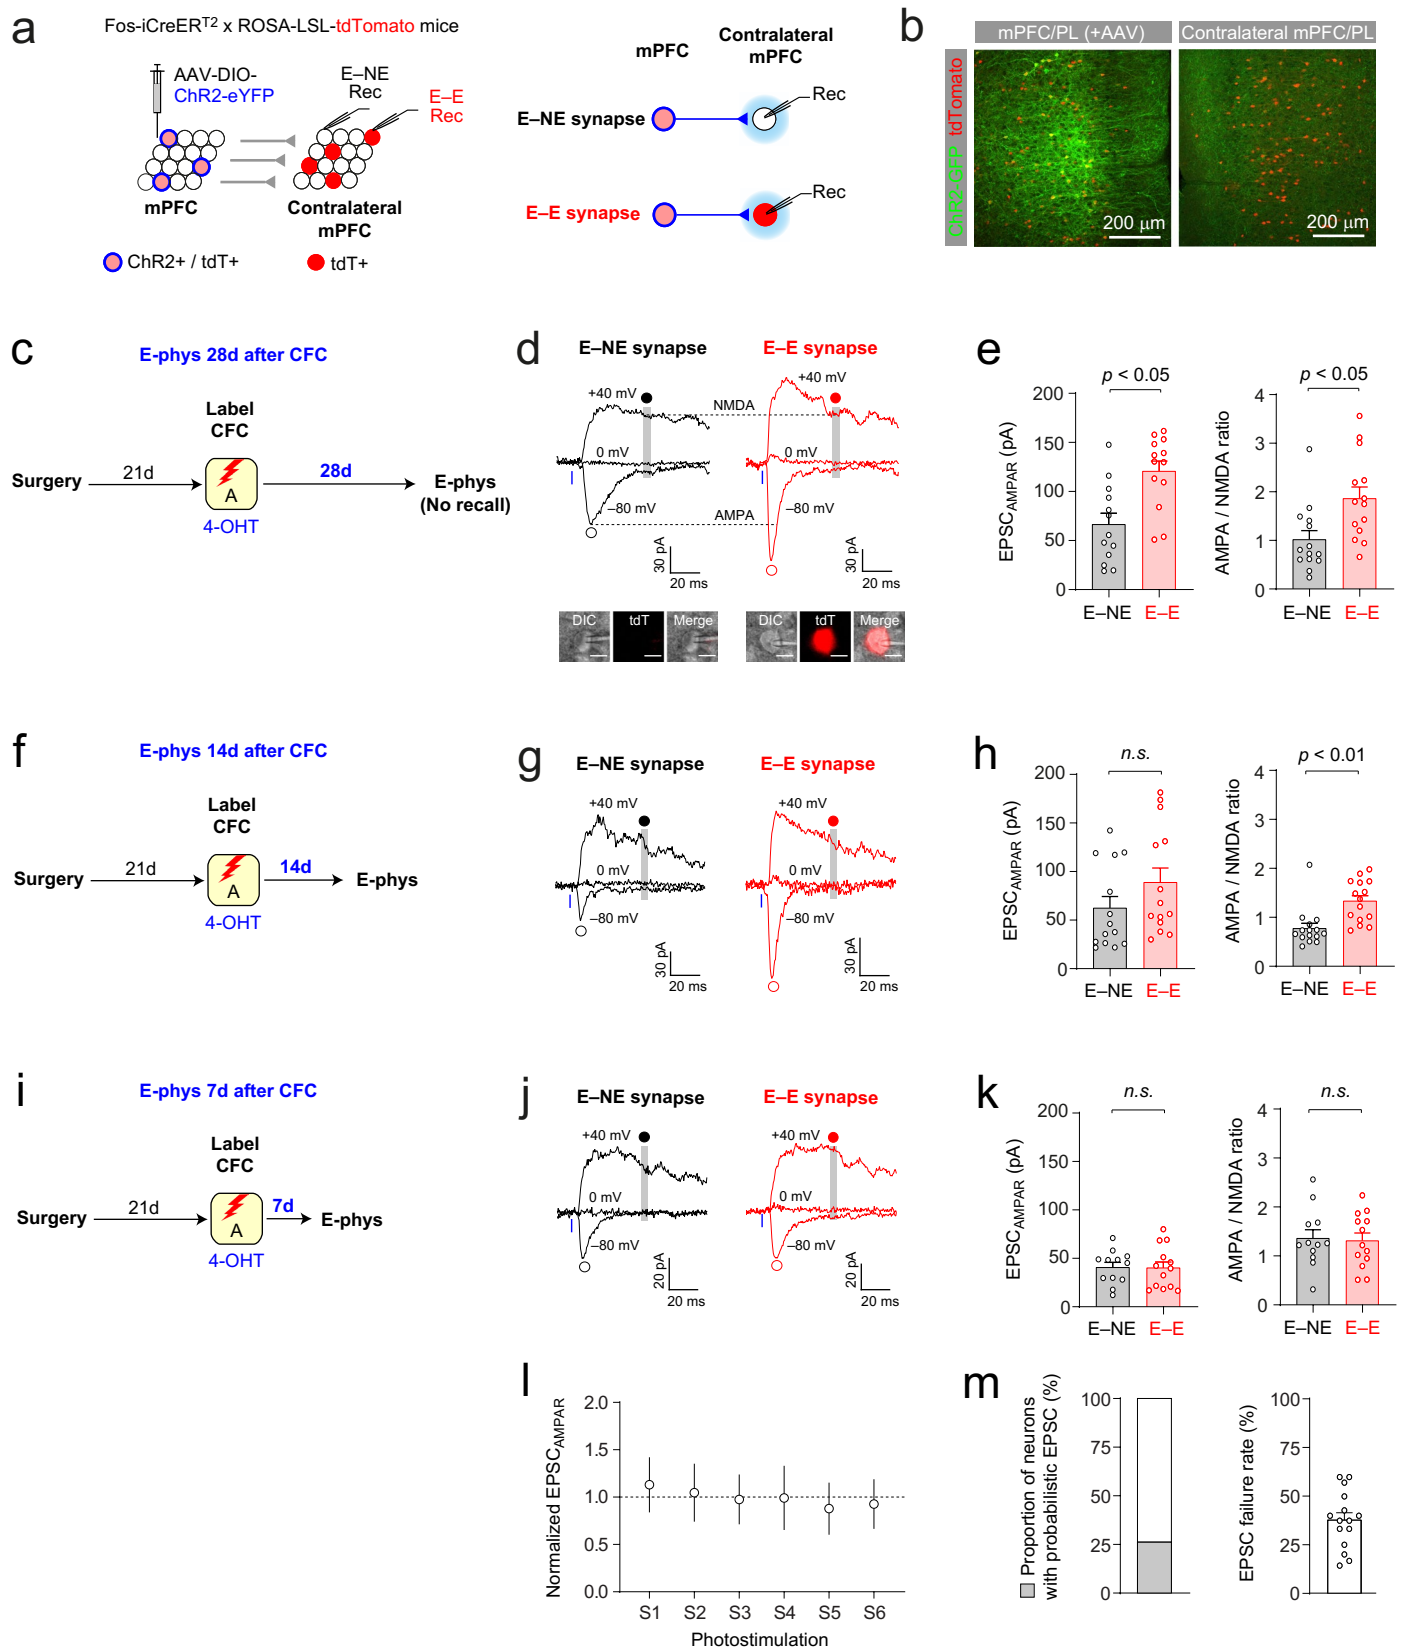 a
Fos-iCreERT2 x ROSA-LSL-tdTomato mice
AAV-DIO-
ChR2-eYFP
E–NE
Rec
E–E
Rec
mPFC
Contralateral
mPFC
ChR2+ / tdT+
tdT+
mPFC
Contralateral
mPFC
E–NE synapse
Rec
E–E synapse
Rec
b
mPFC/PL (+AAV)
Contralateral mPFC/PL
ChR2-GFP tdTomato
200 µm
200 µm
c
E-phys 28d after CFC
Label
CFC
Surgery
21d
A
28d
E-phys
(No recall)
4-OHT
d
E–NE synapse
E–E synapse
+40 mV
+40 mV
NMDA
0 mV
0 mV
–80 mV
–80 mV
AMPA
30 pA
20 ms
30 pA
20 ms
DIC
tdT
Merge
DIC
tdT
Merge
e
p < 0.05
EPSCAMPAR (pA)
200
150
100
50
0
E–NE
E–E
p < 0.05
AMPA / NMDA ratio
4
3
2
1
0
E–NE
E–E
f
E-phys 14d after CFC
Label
CFC
Surgery
21d
A
14d
E-phys
4-OHT
g
E–NE synapse
E–E synapse
+40 mV
+40 mV
0 mV
0 mV
–80 mV
–80 mV
30 pA
20 ms
30 pA
20 ms
h
n.s.
EPSCAMPAR (pA)
200
150
100
50
0
E–NE
E–E
p < 0.01
AMPA / NMDA ratio
4
3
2
1
0
E–NE
E–E
i
E-phys 7d after CFC
Label
CFC
Surgery
21d
A
7d
E-phys
4-OHT
j
E–NE synapse
E–E synapse
+40 mV
+40 mV
0 mV
0 mV
–80 mV
–80 mV
20 pA
20 ms
20 pA
20 ms
k
n.s.
EPSCAMPAR (pA)
200
150
100
50
0
E–NE
E–E
n.s.
AMPA / NMDA ratio
4
3
2
1
0
E–NE
E–E
l
Normalized EPSCAMPAR
2.0
1.5
1.0
0.5
0.0
S1 S2 S3 S4 S5 S6
Photostimulation
m
Proportion of neurons
with probabilistic EPSC (%)
100
75
50
25
0
EPSC failure rate (%)
100
75
50
25
0